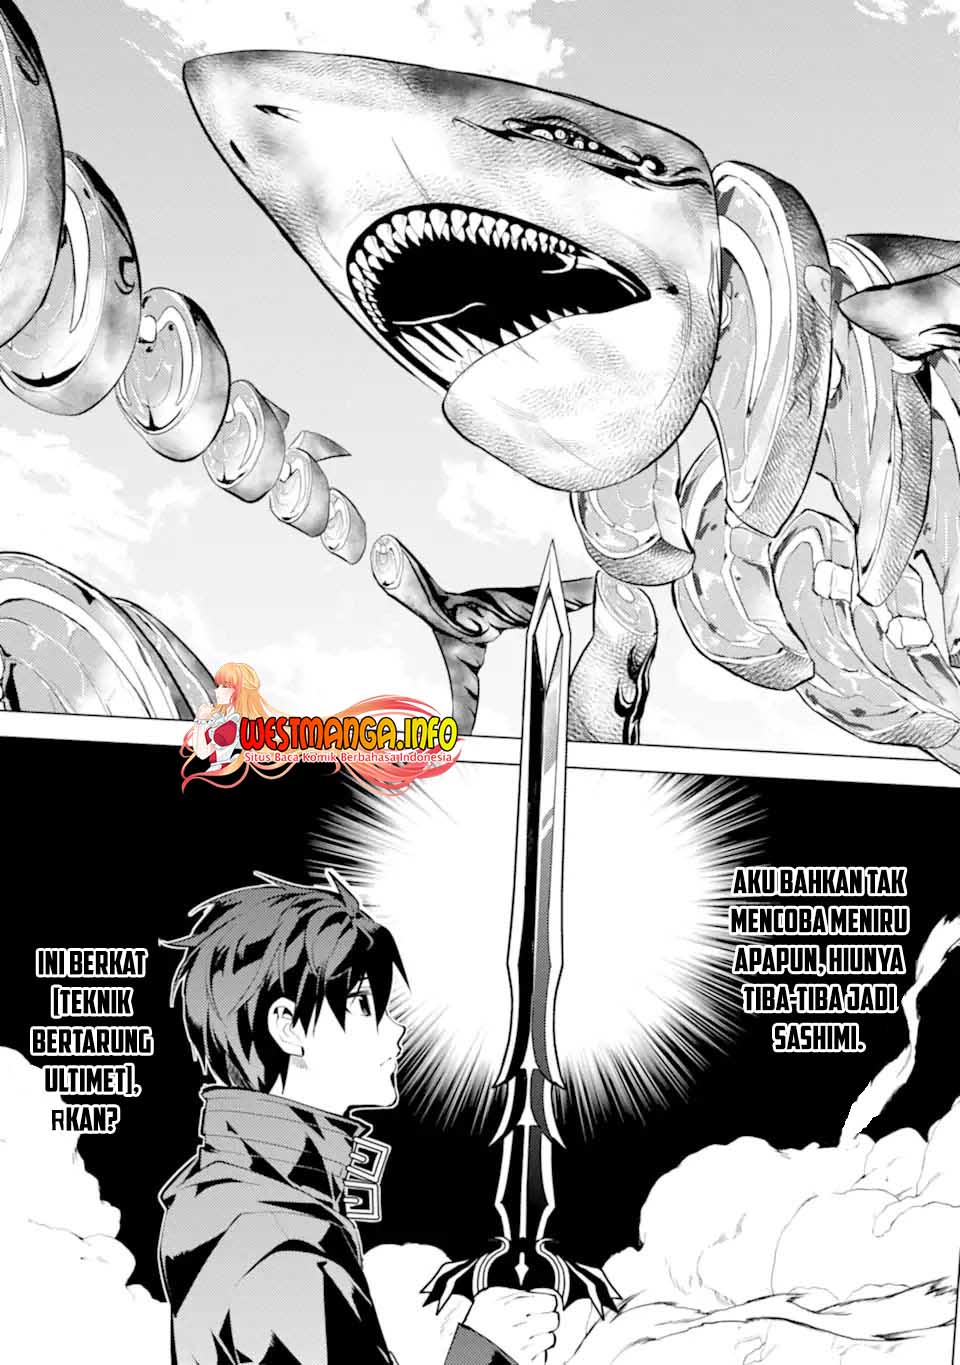 WESTMANGA.INFO
Situs Baca Komik Berbahasa Indonesia
AKU BAHKAN TAK
MENCOBA MENIRU
APAPUN, HIUNYA
TIBA-TIBA JADI
SASHIMI.
INI BERKAT
[TEKNIK
BERTARUNG
ULTIMET],
RKAN?